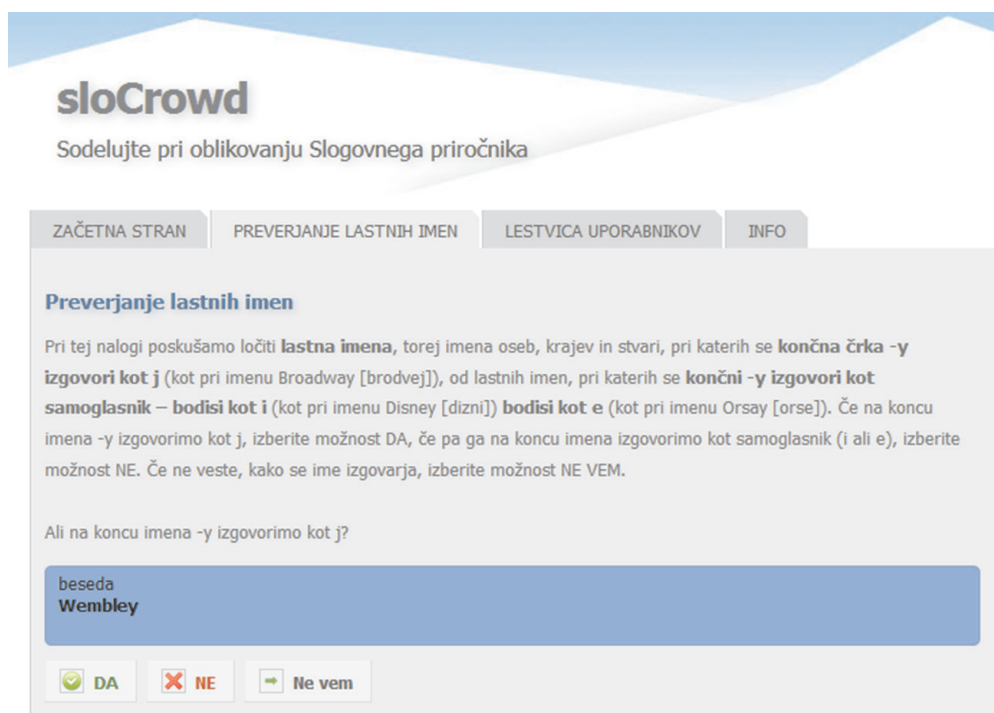 sloCrowd
Sodelujte pri oblikovanju Slogovnega priročnika
ZAČETNA STRAN PREVERJANJE LASTNIH IMEN LESTVICA UPORABNIKOV INFO
Preverjanje lastnih imen
Pri tej nalogi poskušamo ločiti lastna imena, torej imena oseb, krajev in stvari, pri katerih se končna črka -y
izgovori kot j (kot pri imenu Broadway [brodvej]), od lastnih imen, pri katerih se končni -y izgovori kot
samoglasnik – bodisi kot i (kot pri imenu Disney [dizni]) bodisi kot e (kot pri imenu Orsay [orse]). Če na koncu
imena -y izgovorimo kot j, izberite možnost DA, če pa ga na koncu imena izgovorimo kot samoglasnik (i ali e), izberite
možnost NE. Če ne veste, kako se ime izgovarja, izberite možnost NE VEM.
Ali na koncu imena -y izgovorimo kot j?
beseda
Wembley
DA NE Ne vem